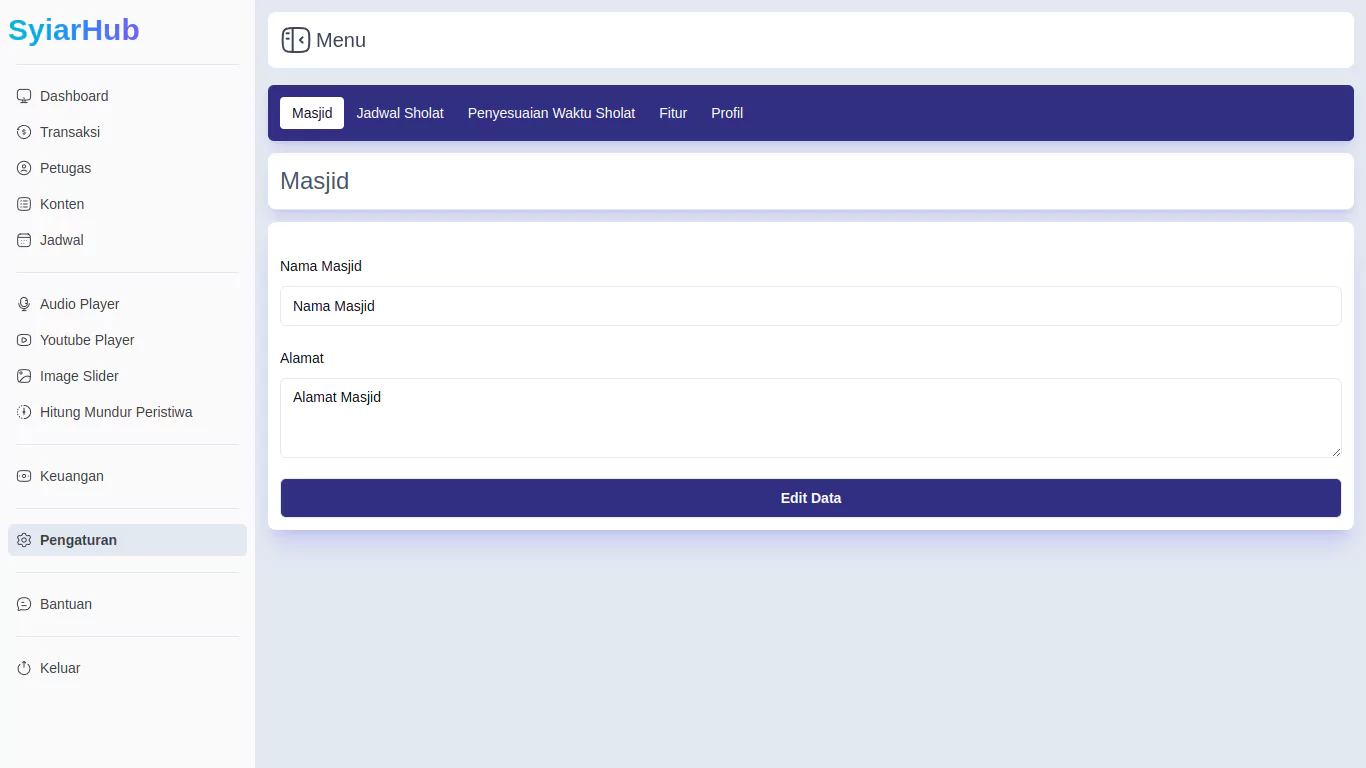 SyiarHub
Dashboard
Transaksi
Petugas
Konten
Jadwal
Audio Player
Youtube Player
Image Slider
Hitung Mundur Peristiwa
Keuangan
Pengaturan
Bantuan
Keluar
Menu
Masjid Jadwal Sholat Penyesuaian Waktu Sholat Fitur Profil
Masjid
Nama Masjid
Nama Masjid
Alamat
Alamat Masjid
Edit Data